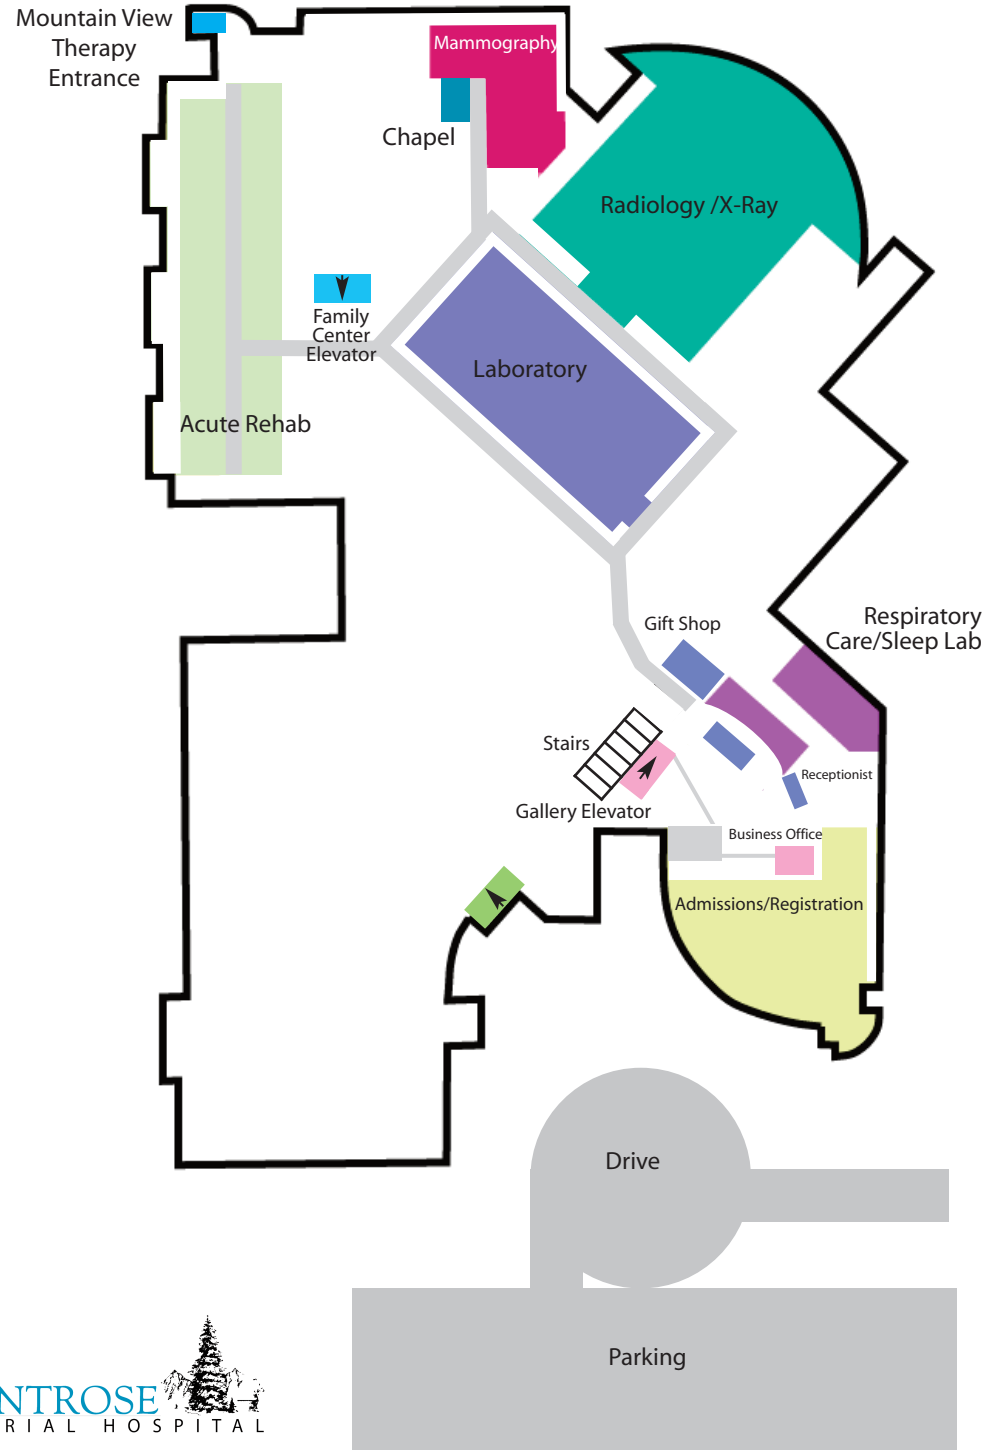 Mountain View
Therapy
Entrance
Mammography
Chapel
Radiology /X-Ray
Family
Center
Elevator
Laboratory
Acute Rehab
Gift Shop
Respiratory
Care/Sleep Lab
Stairs
Receptionist
Gallery Elevator
Business Office
Admissions/Registration
Drive
Parking
NTROSE
RIAL HOSPITAL